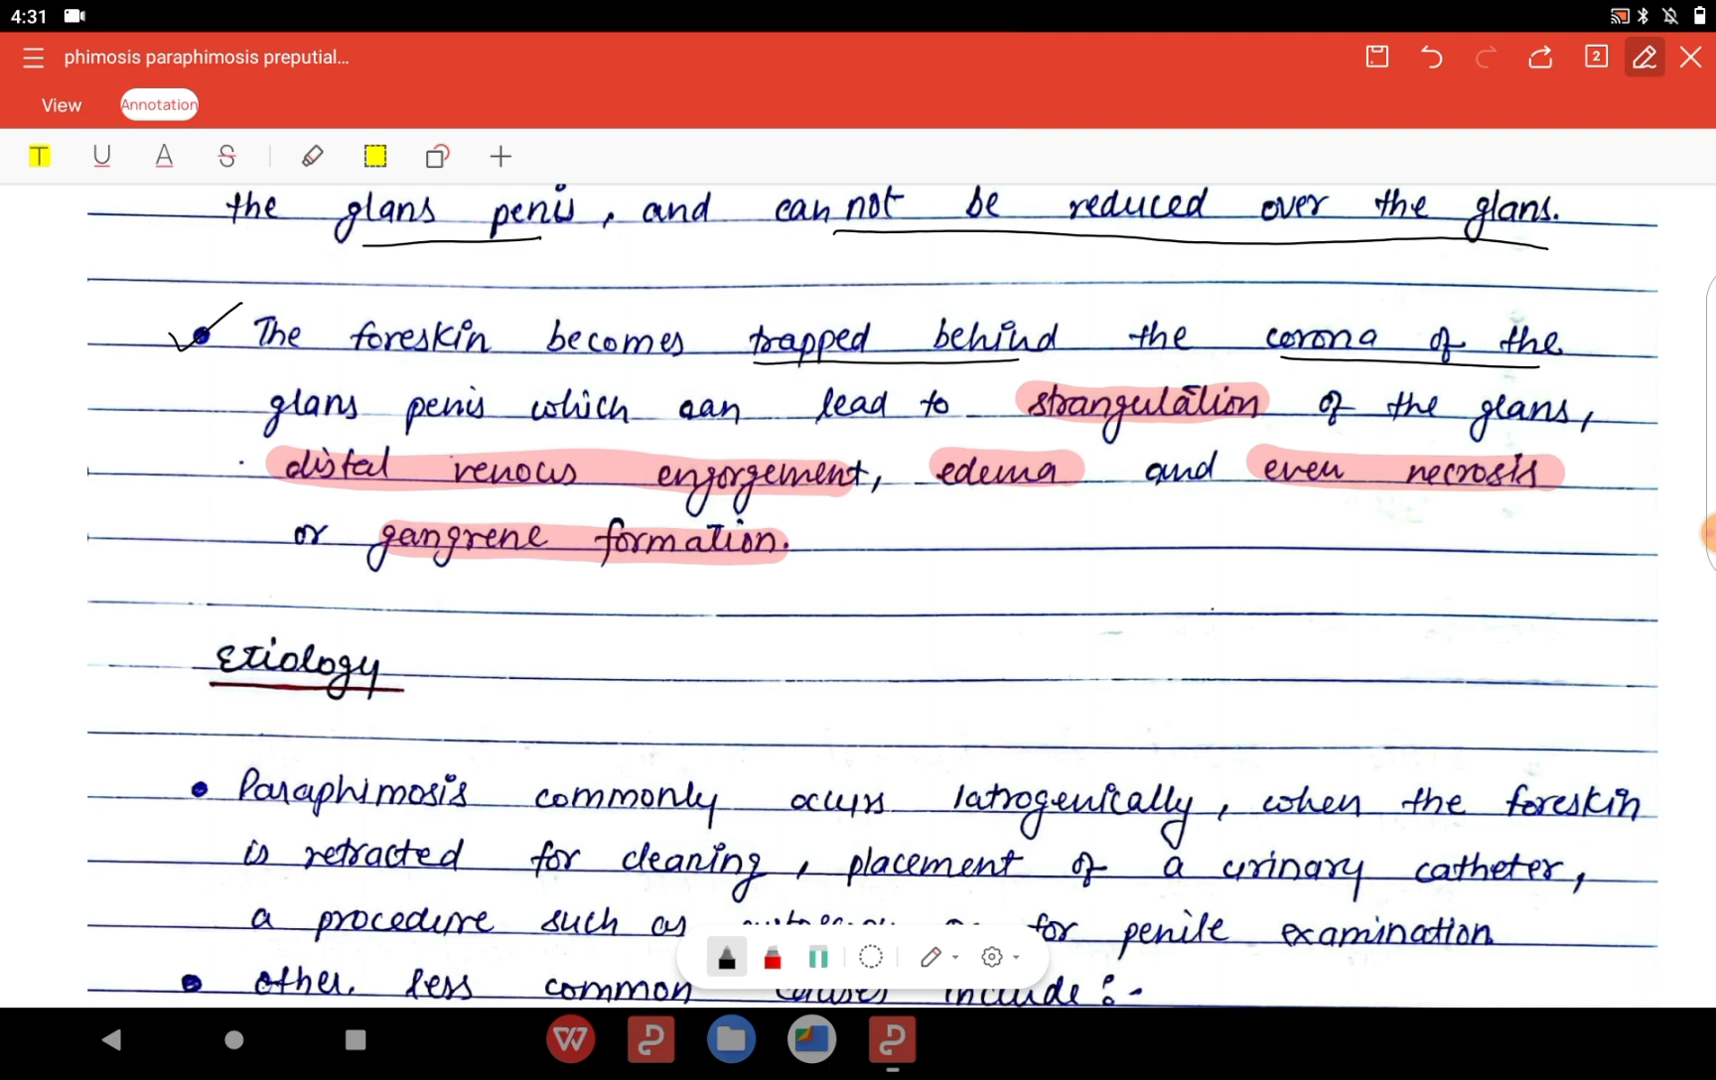 4:31
phimosis paraphimosis preputial...
2
View Annotation
T U A S
the glans penis, and can not be reduced over the glans.
The foreskin becomes trapped behind the corona of the
glans penis which can lead to strangulation of the glans,
distal venous engorgement, edema and even necrosis
or gangrene formation.
Etiology
Paraphimosis commonly occurs Iatrogenically, when the foreskin
is retracted for cleaning, placement of a urinary catheter,
a procedure such as for penile examination
other less common causes include :-